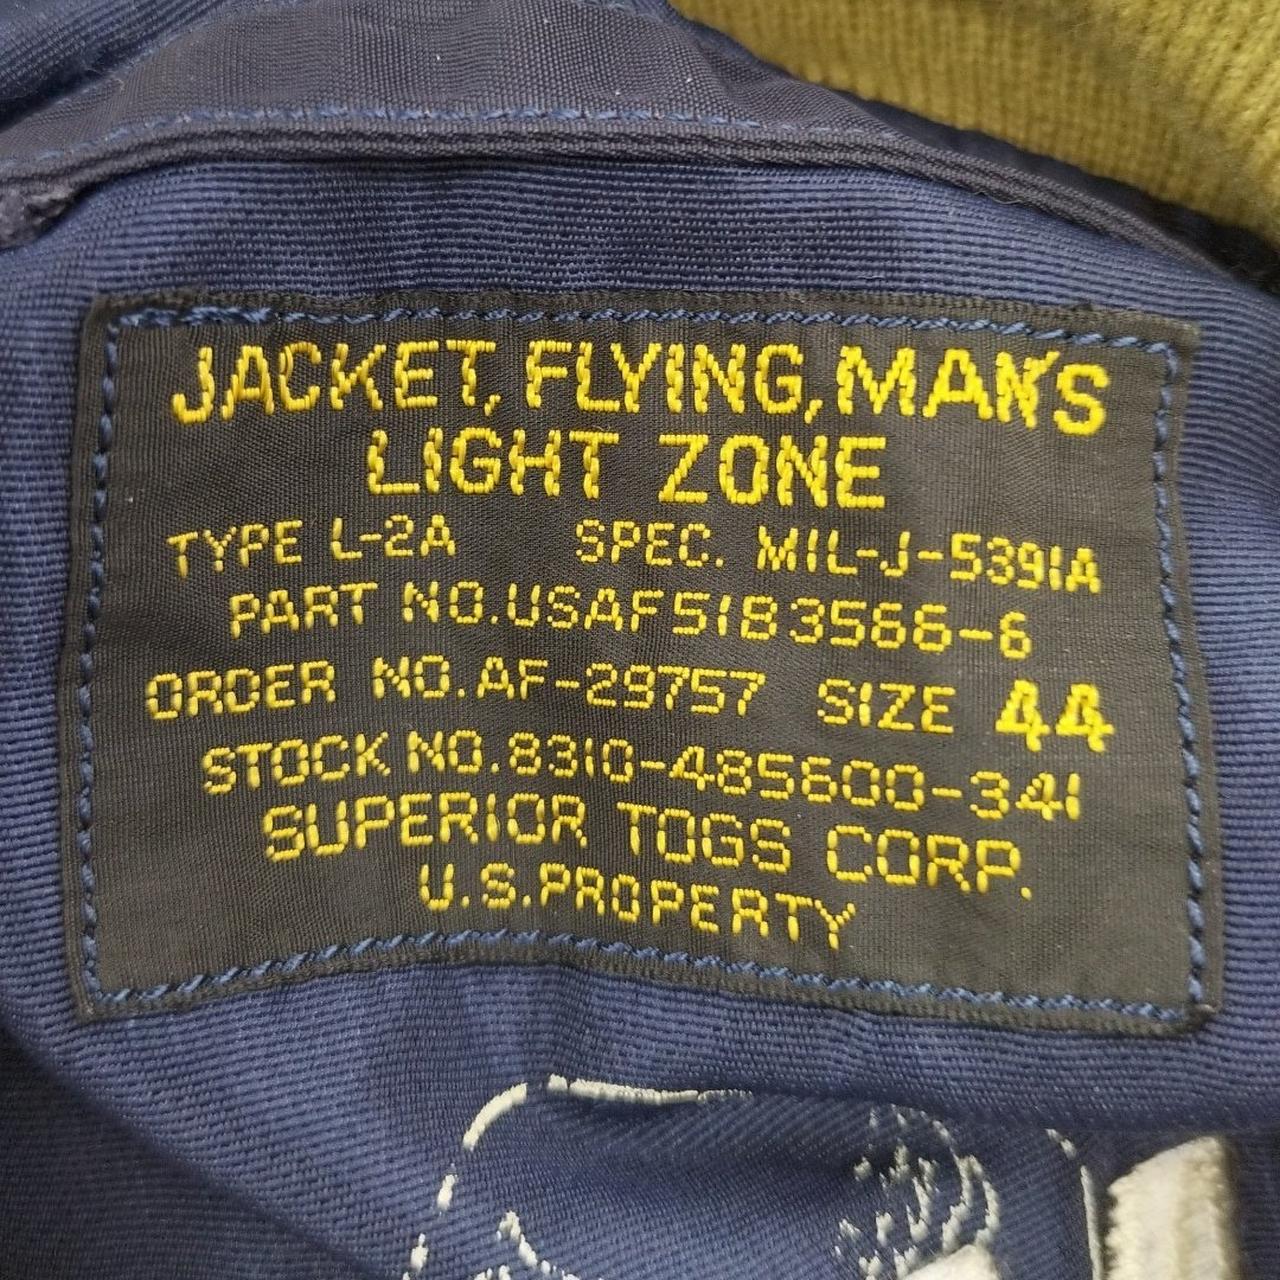 JACKET, FLYING, MAN'S
LIGHT ZONE
TYPE L-2A SPEC. MIL-J-5391A
PART NO. USAF51B3566-6
ORDER NO. AF-29757 SIZE 44
STOCK NO. 8310-485600-341
SUPERIOR TOGS CORP.
U.S. PROPERTY